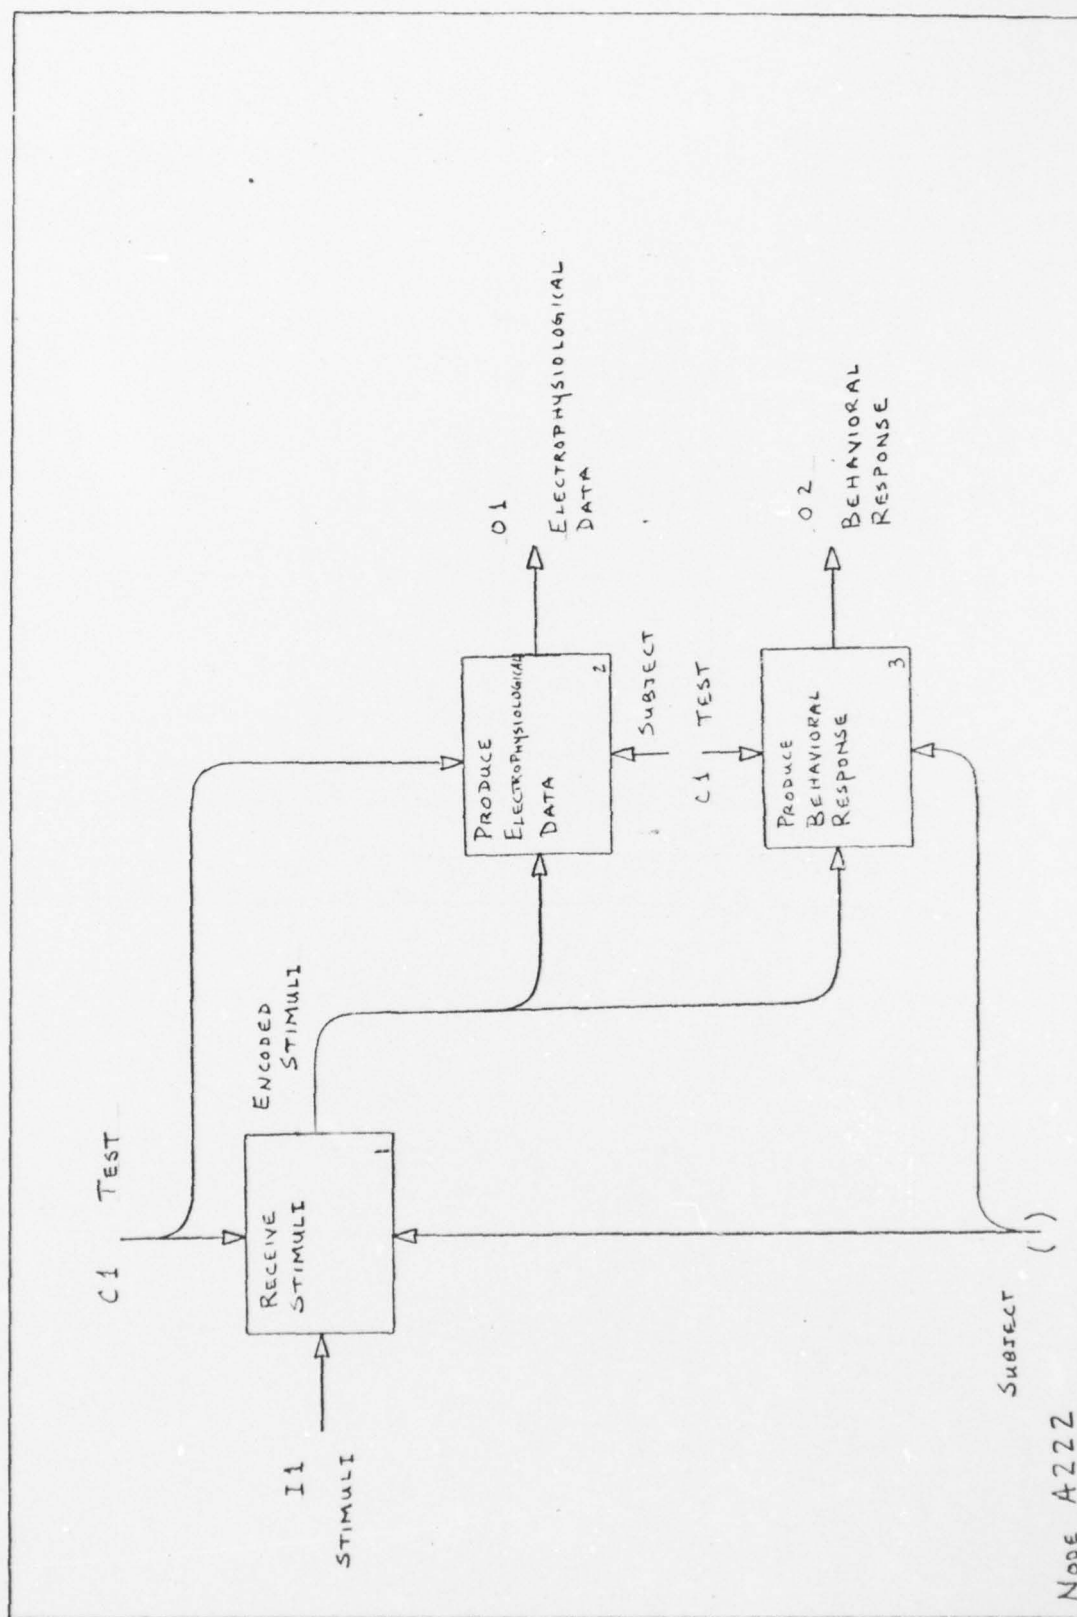 C1 TEST
RECEIVE
STIMULI
1
I1
STIMULI
ENCODED
STIMULI
PRODUCE
ELECTROPHYSIOLOGICAL
DATA
2
O1
ELECTROPHYSIOLOGICAL
DATA
SUBJECT
C1 TEST
PRODUCE
BEHAVIORAL
RESPONSE
3
O2
BEHAVIORAL
RESPONSE
SUBJECT
( )
NODE A222